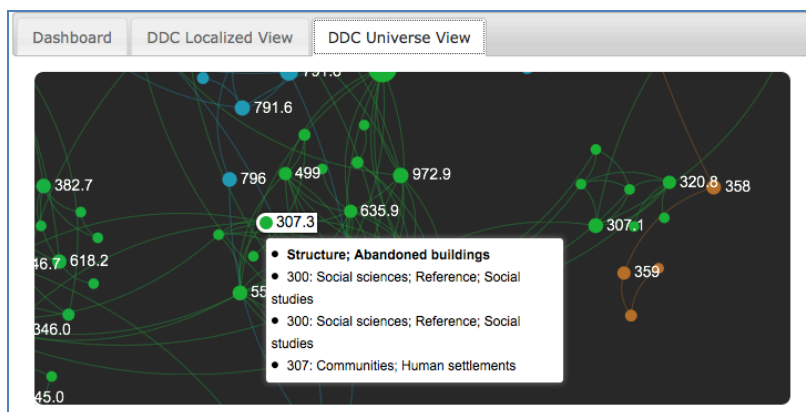 Dashboard
DDC Localized View
DDC Universe View
791.6
796
499
972.9
382.7
320.8
358
307.3
635.9
307.1
618.2
359
346.0
45.0
Structure; Abandoned buildings
300: Social sciences; Reference; Social
studies
300: Social sciences; Reference; Social
studies
307: Communities; Human settlements